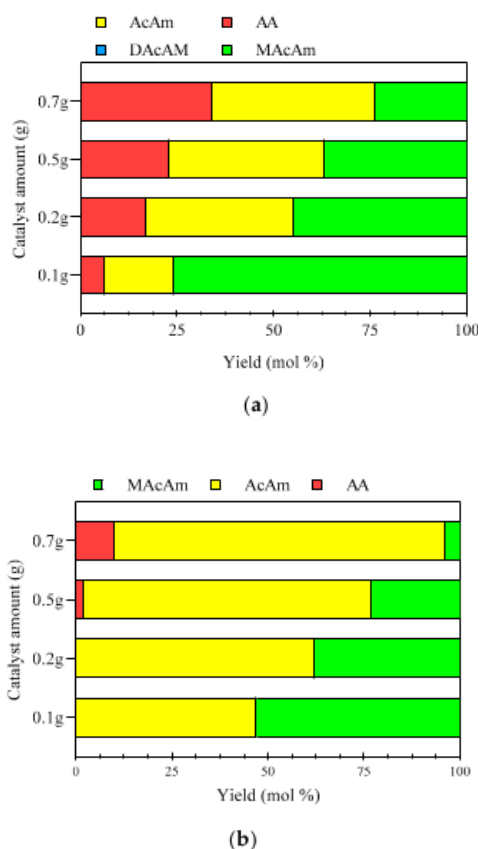 AcAm AA
DAcAM MAcAm
Catalyst amount (g)
0.7g
0.5g
0.2g
0.1g
0 25 50 75 100
Yield (mol %)
(a)
MAcAm AcAm AA
Catalyst amount (g)
0.7g
0.5g
0.2g
0.1g
0 25 50 75 100
Yield (mol %)
(b)